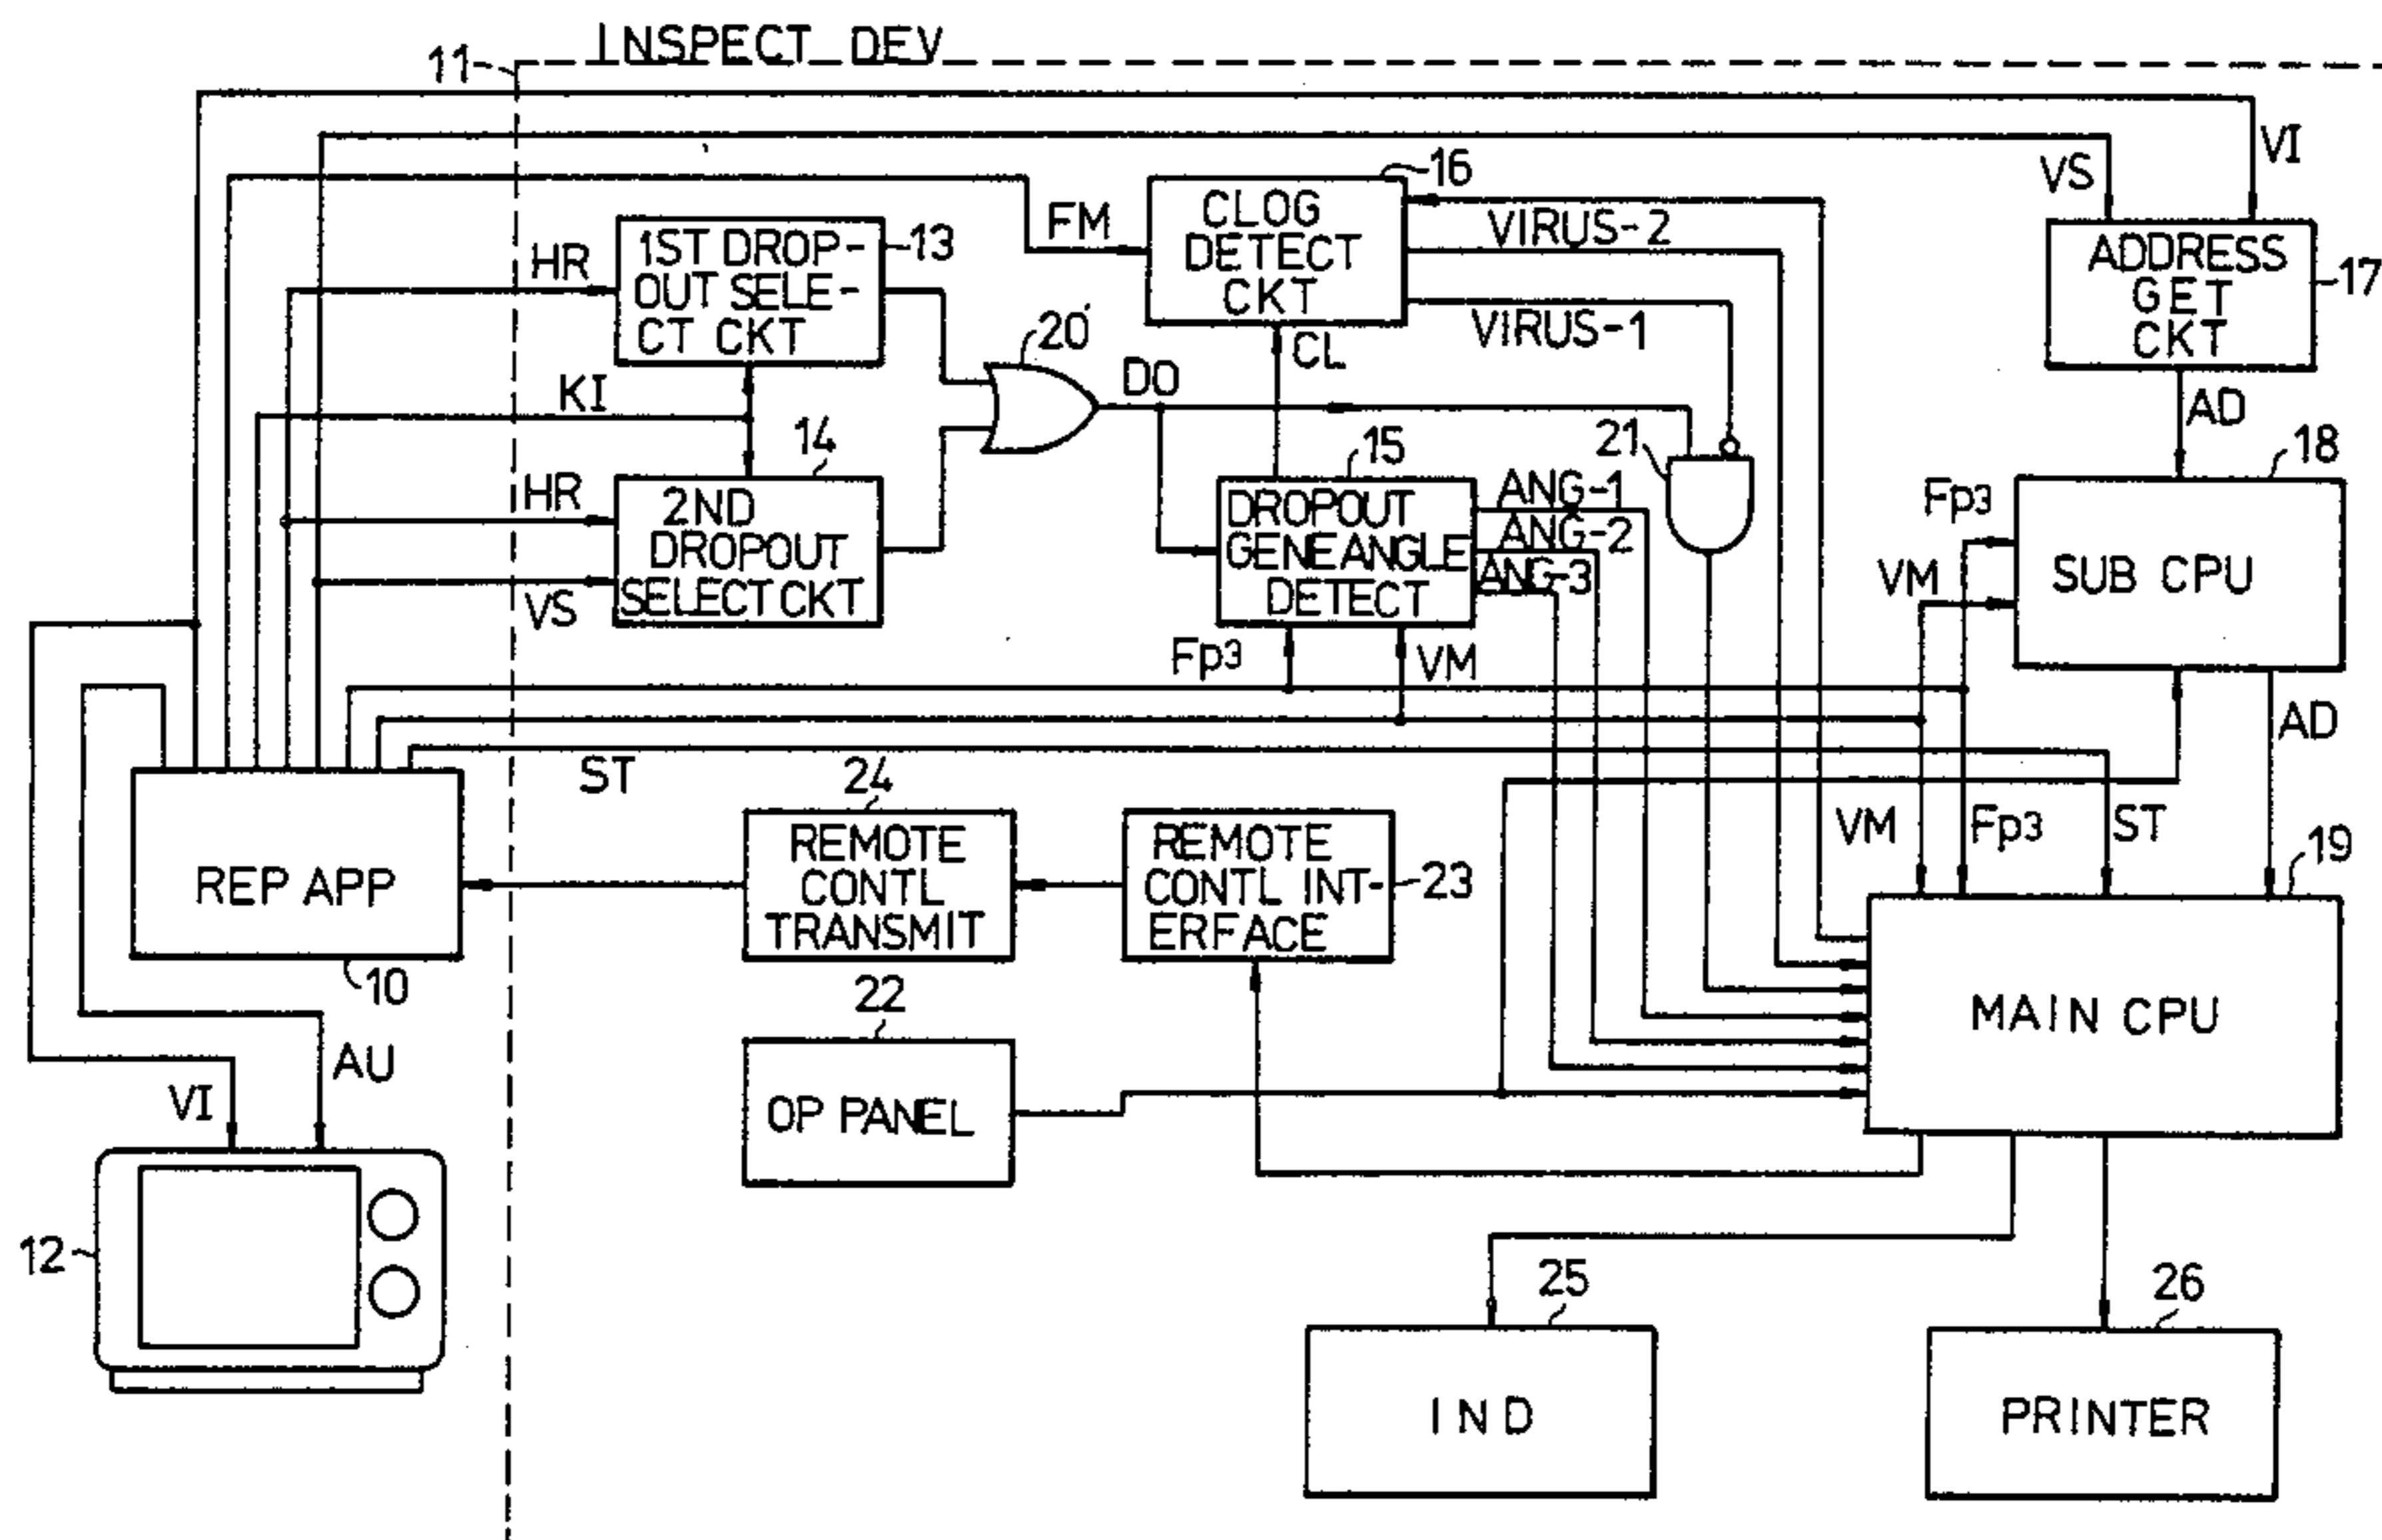 INSPECT DEV
11
VI
VS
16
CLOG
DETECT
CKT
FM
VIRUS-2
VIRUS-1
CL
HR
1ST DROP-
OUT SELE-
CT CKT
13
ADDRESS
GET
CKT
17
20
DO
KI
AD
14
HR
2ND
DROPOUT
SELECT CKT
VS
15
DROPOUT
GENE ANGLE
DETECT
ANG-1
ANG-2
ANG-3
21
18
Fp3
VM
SUB CPU
Fp3
VM
AD
ST
24
REMOTE
CONTL
TRANSMIT
REMOTE
CONTL INT-
ERFACE
23
VM
Fp3
ST
19
REP APP
10
22
OP PANEL
MAIN CPU
AU
VI
12
25
IND
26
PRINTER